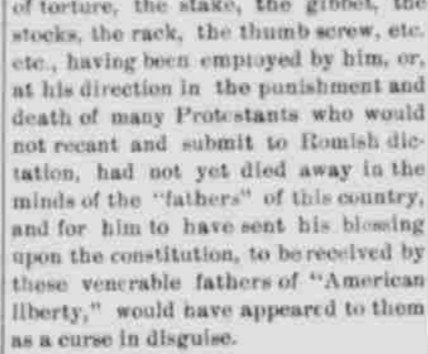 of torture, the stake, the gibbet, the
stocks, the rack, the thumb screw, etc.
etc., having been employed by him, or,
at his direction in the punishment and
death of many Protestants who would
not recant and submit to Romish dic-
tation, had not yet died away in the
minds of the "fathers" of this country,
and for him to have sent his blessing
upon the constitution, to be received by
these venerable fathers of "American
liberty," would have appeared to them
as a curse in disguise.